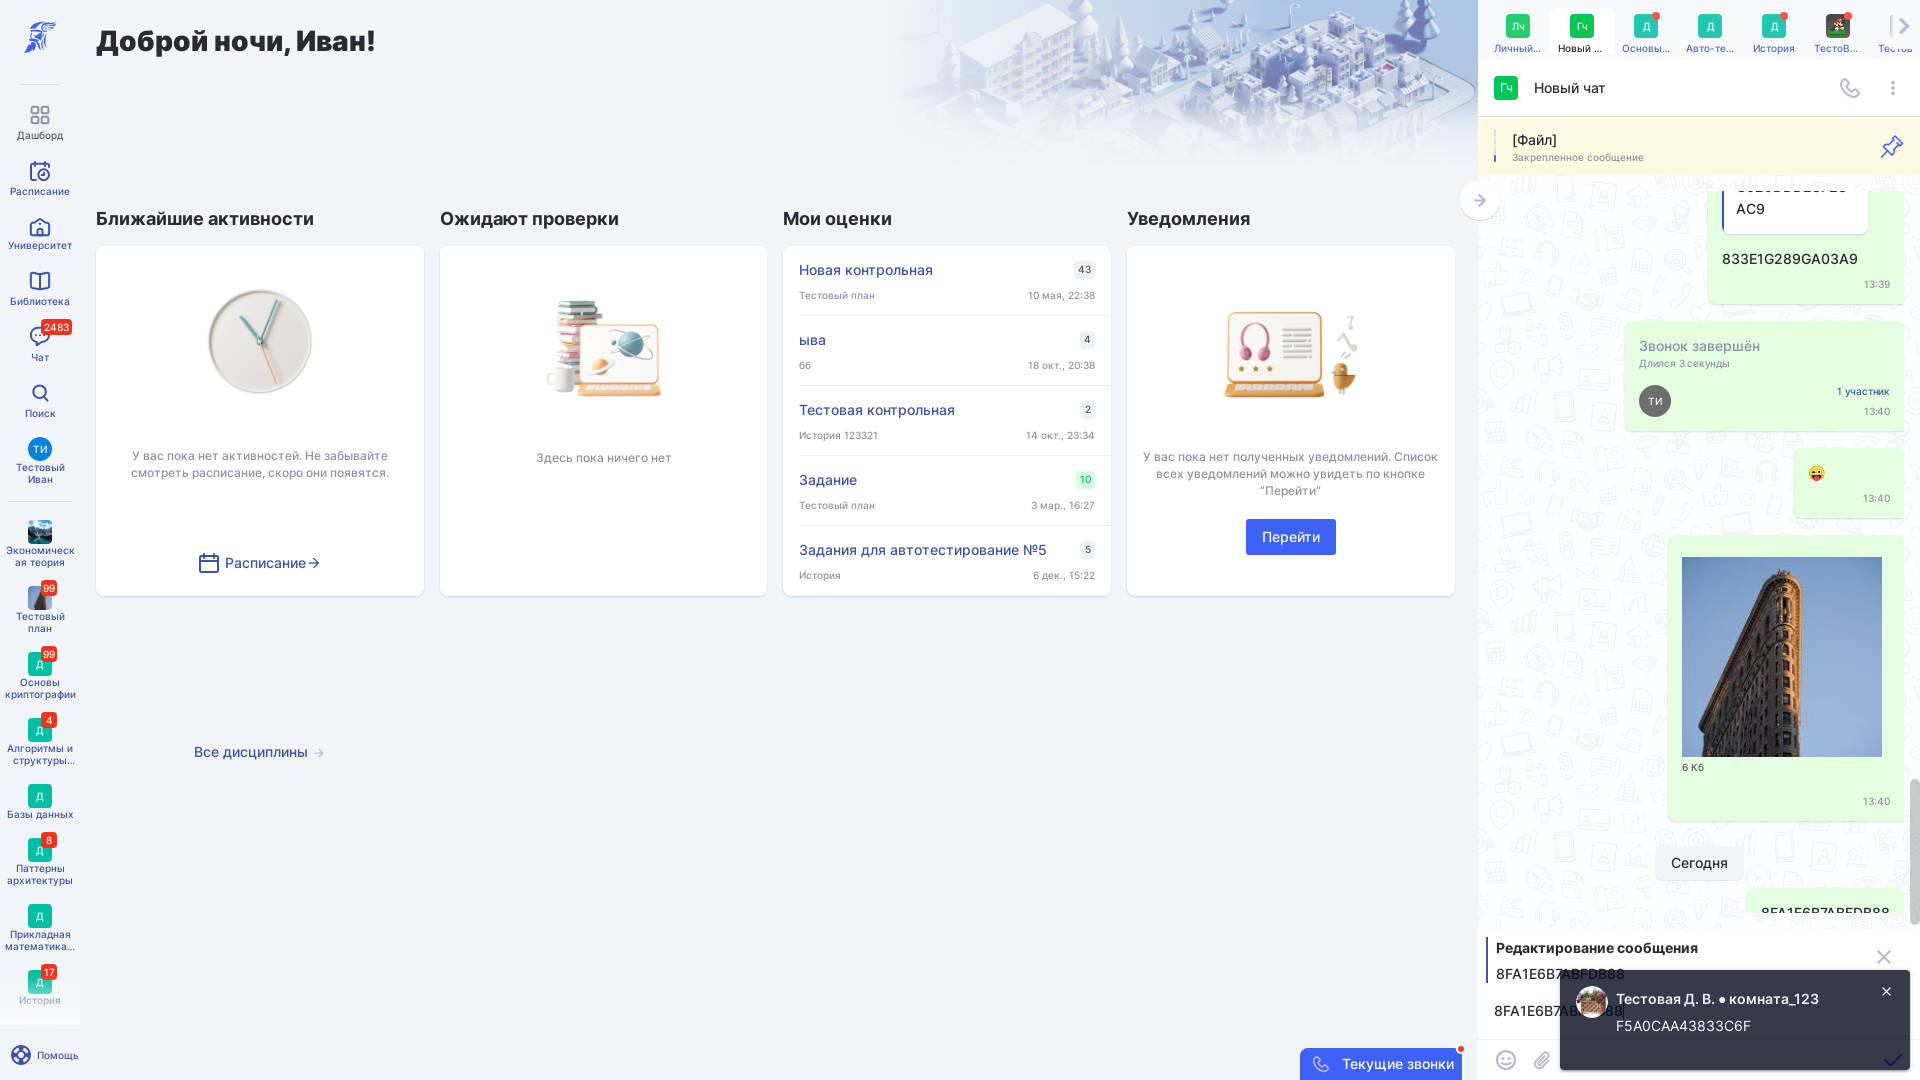 Доброй ночи, Иван!
Дашборд
Расписание
Университет
Библиотека
2483
Чат
Поиск
ТИ
Тестовый
Иван
Экономическ
ая теория
99
Тестовый
план
99
Д
Основы
криптографии
4
Д
Алгоритмы и
структуры...
Д
Базы данных
8
Д
Паттерны
архитектуры
Д
Прикладная
математика...
17
Д
История
Помощь
Ближайшие активности
У вас пока нет активностей. Не забывайте
смотреть расписание, скоро они появятся.
Расписание
Ожидают проверки
Здесь пока ничего нет
Мои оценки
Новая контрольная
43
Тестовый план
10 мая, 22:38
ыва
4
бб
18 окт., 20:38
Тестовая контрольная
2
История 123321
14 окт., 23:34
Задание
10
Тестовый план
3 мар., 16:27
Задания для автотестирование №5
5
История
6 дек., 15:22
Уведомления
У вас пока нет полученных уведомлений. Список
всех уведомлений можно увидеть по кнопке
“Перейти”
Перейти
Все дисциплины
Текущие звонки
Лч
Личный...
Гч
Новый ...
Д
Основы...
Д
Авто-те...
Д
История
ТестоВ...
Гч
Новый чат
[Файл]
Закрепленное сообщение
AC9
833E1G289GA03A9
13:39
Звонок завершён
Длился 3 секунды
ТИ
1 участник
13:40
13:40
6 Кб
13:40
Сегодня
8FA1E6B7ABFDB88
Редактирование сообщения
8FA1E6B7ABFDB88
8FA1E6B7ABFDB88
Тестовая Д. В. • комната_123
F5A0CAA43833C6F